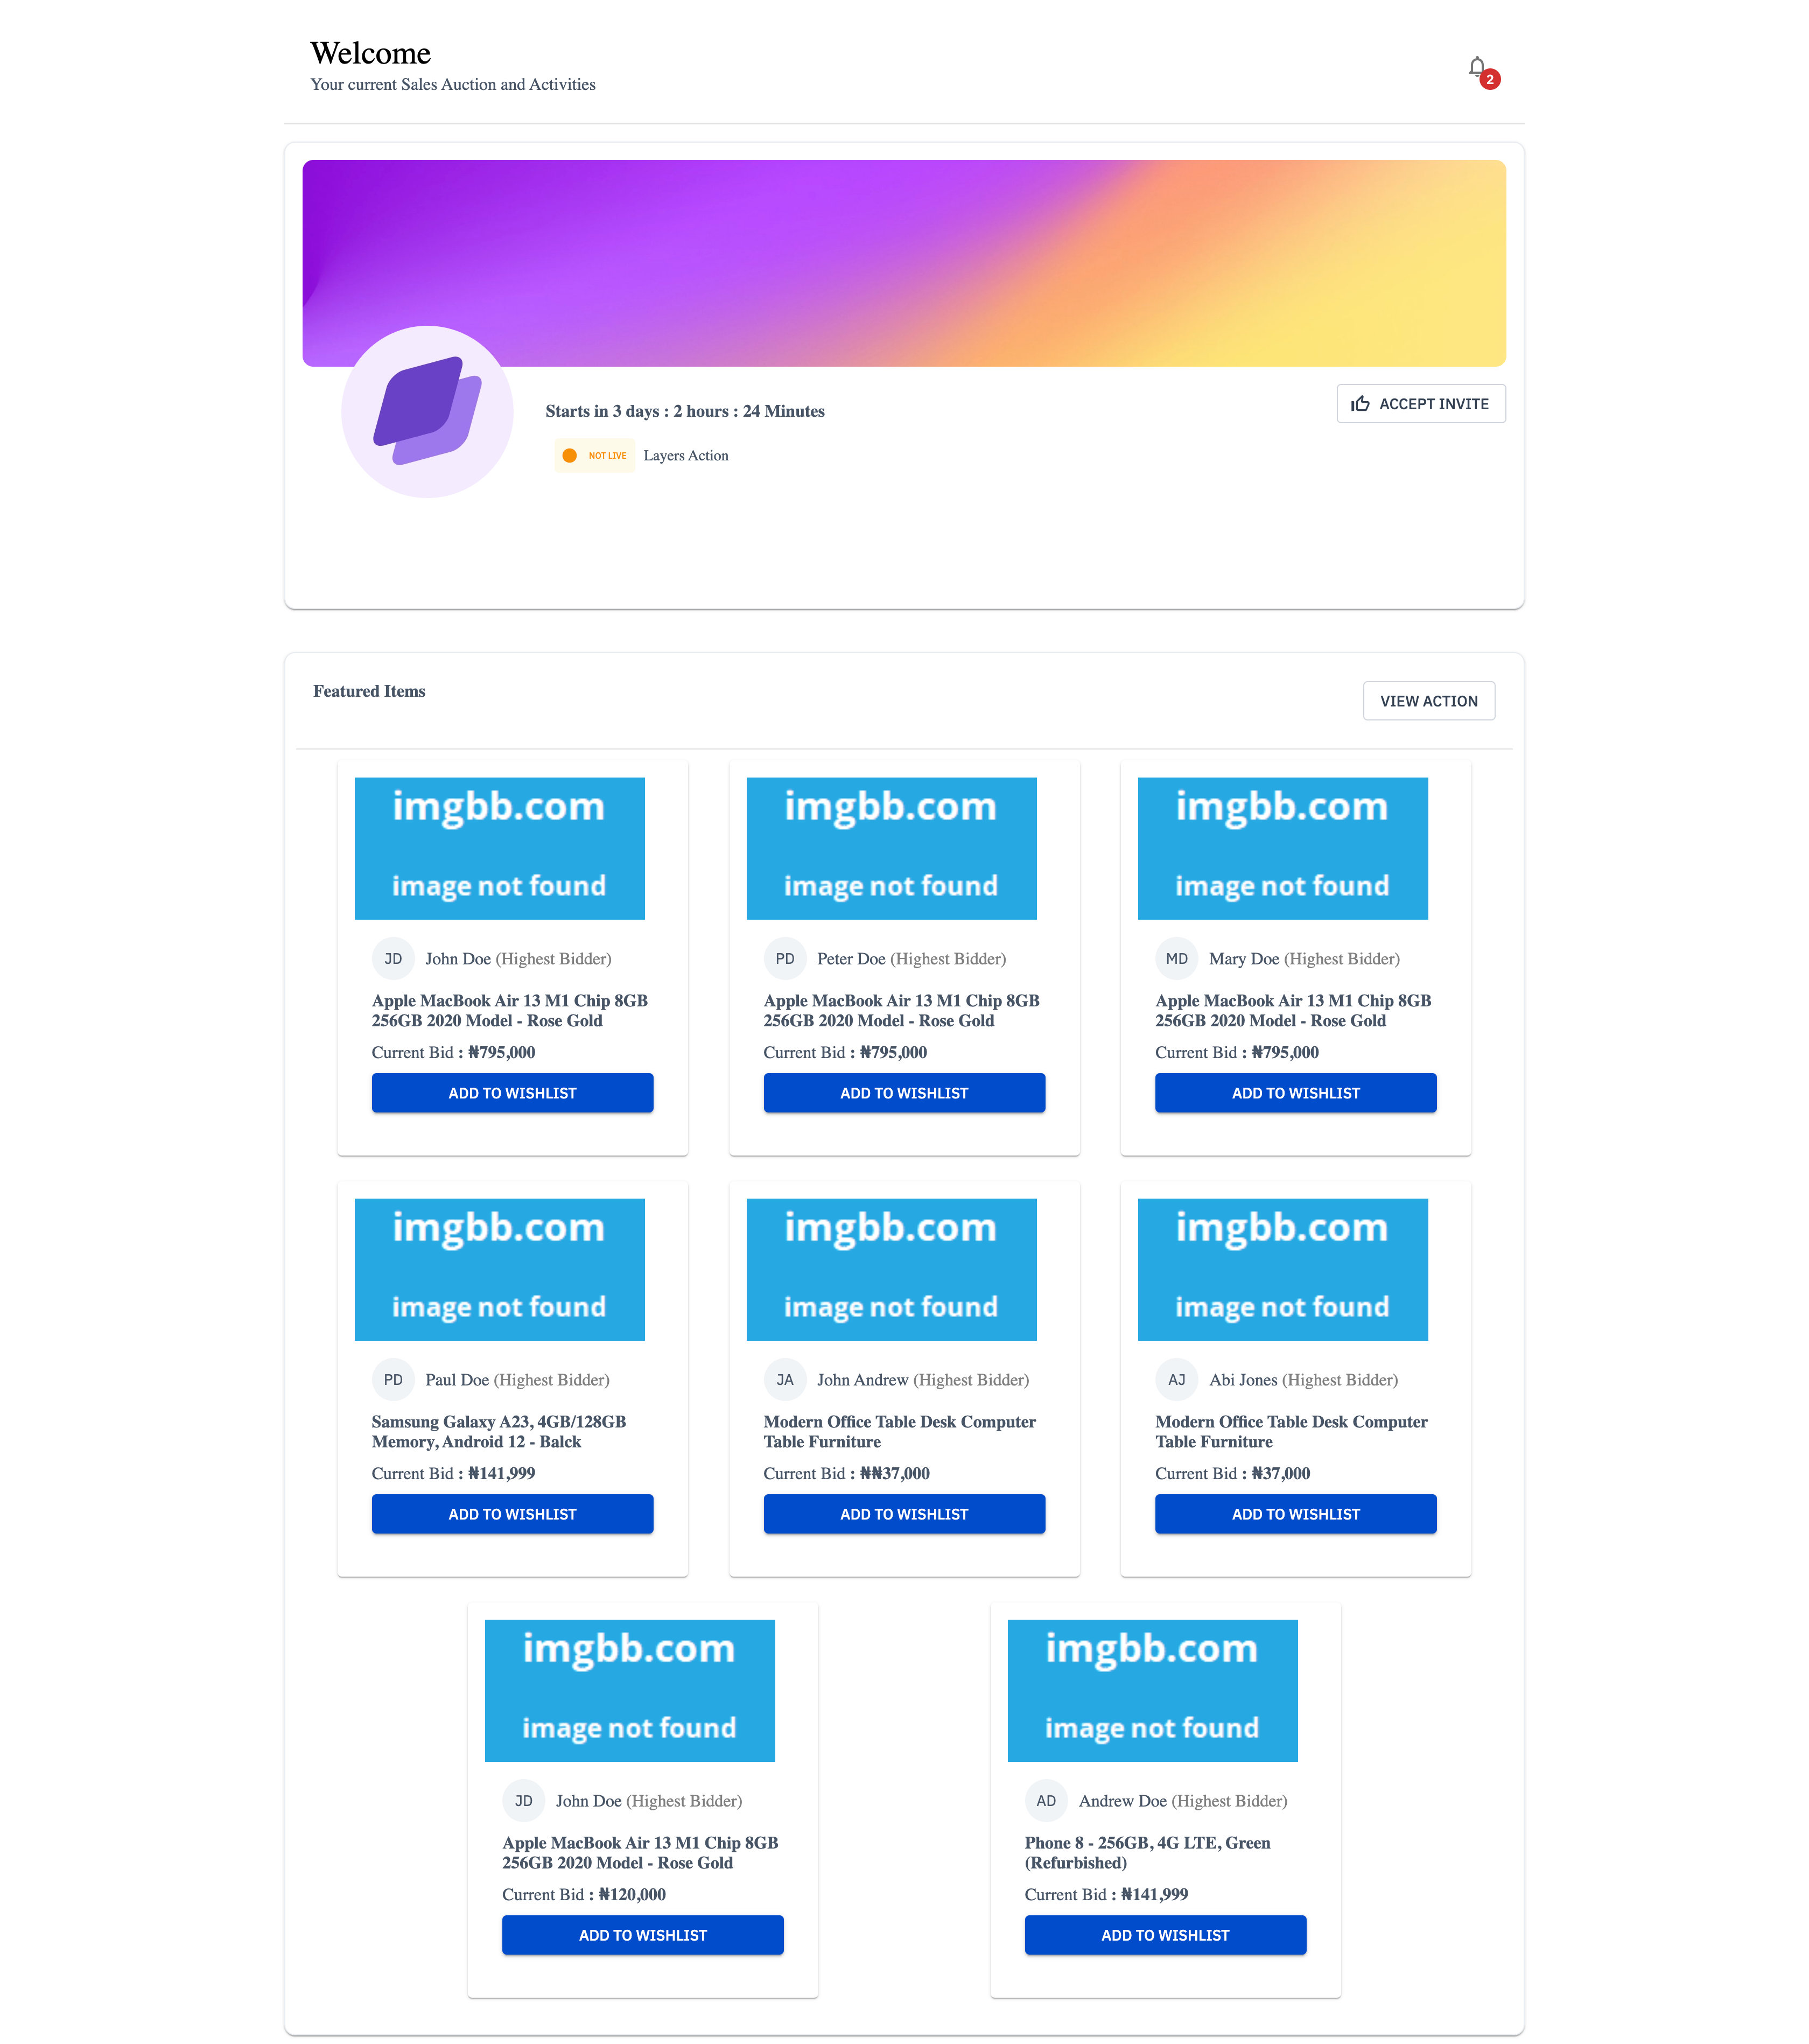 Welcome
Your current Sales Auction and Activities
2
Starts in 3 days : 2 hours : 24 Minutes
ACCEPT INVITE
NOT LIVE Layers Action
Featured Items
VIEW ACTION
imgbb.com
image not found
JD John Doe (Highest Bidder)
Apple MacBook Air 13 M1 Chip 8GB
256GB 2020 Model - Rose Gold
Current Bid : ₦795,000
ADD TO WISHLIST
imgbb.com
image not found
PD Peter Doe (Highest Bidder)
Apple MacBook Air 13 M1 Chip 8GB
256GB 2020 Model - Rose Gold
Current Bid : ₦795,000
ADD TO WISHLIST
imgbb.com
image not found
MD Mary Doe (Highest Bidder)
Apple MacBook Air 13 M1 Chip 8GB
256GB 2020 Model - Rose Gold
Current Bid : ₦795,000
ADD TO WISHLIST
imgbb.com
image not found
PD Paul Doe (Highest Bidder)
Samsung Galaxy A23, 4GB/128GB
Memory, Android 12 - Balck
Current Bid : ₦141,999
ADD TO WISHLIST
imgbb.com
image not found
JA John Andrew (Highest Bidder)
Modern Office Table Desk Computer
Table Furniture
Current Bid : ₦₦37,000
ADD TO WISHLIST
imgbb.com
image not found
AJ Abi Jones (Highest Bidder)
Modern Office Table Desk Computer
Table Furniture
Current Bid : ₦37,000
ADD TO WISHLIST
imgbb.com
image not found
JD John Doe (Highest Bidder)
Apple MacBook Air 13 M1 Chip 8GB
256GB 2020 Model - Rose Gold
Current Bid : ₦120,000
ADD TO WISHLIST
imgbb.com
image not found
AD Andrew Doe (Highest Bidder)
Phone 8 - 256GB, 4G LTE, Green
(Refurbished)
Current Bid : ₦141,999
ADD TO WISHLIST